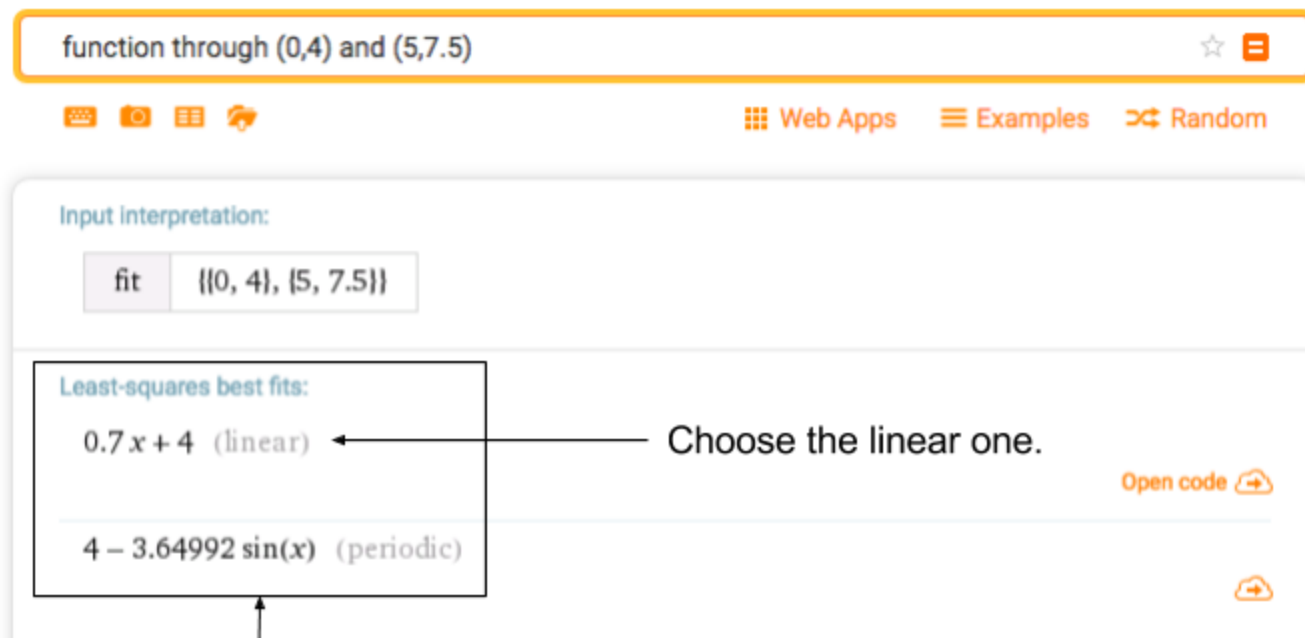 function through (0,4) and (5,7.5)
Web Apps
Examples
Random
Input interpretation:
fit {{0, 4}, {5, 7.5}}
Least-squares best fits:
0.7 x + 4 (linear)
Choose the linear one.
Open code
4 – 3.64992 sin(x) (periodic)